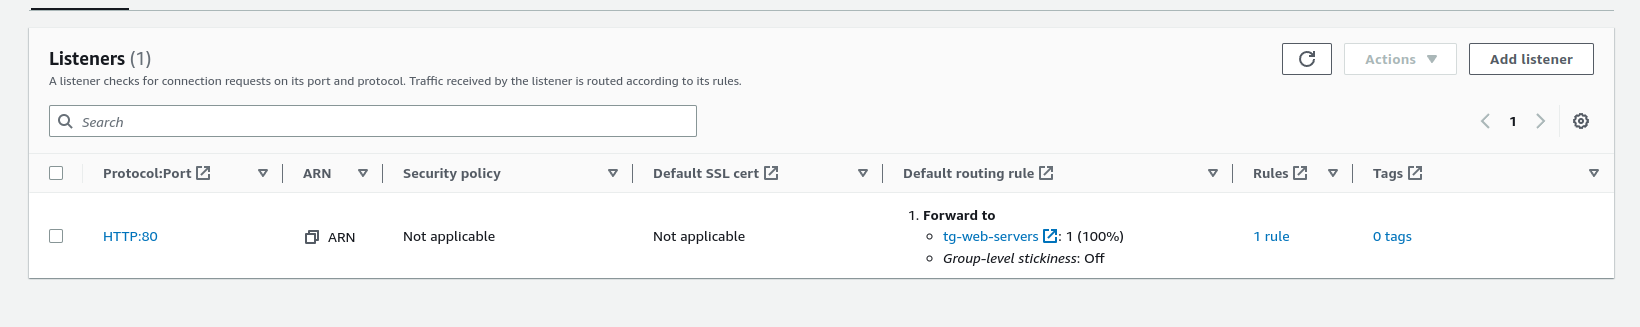 Listeners (1)
A listener checks for connection requests on its port and protocol. Traffic received by the listener is routed according to its rules.
Actions
Add listener
Search
1
Protocol:Port
ARN
Security policy
Default SSL cert
Default routing rule
Rules
Tags
HTTP:80
ARN
Not applicable
Not applicable
1. Forward to
tg-web-servers : 1 (100%)
Group-level stickiness: Off
1 rule
0 tags